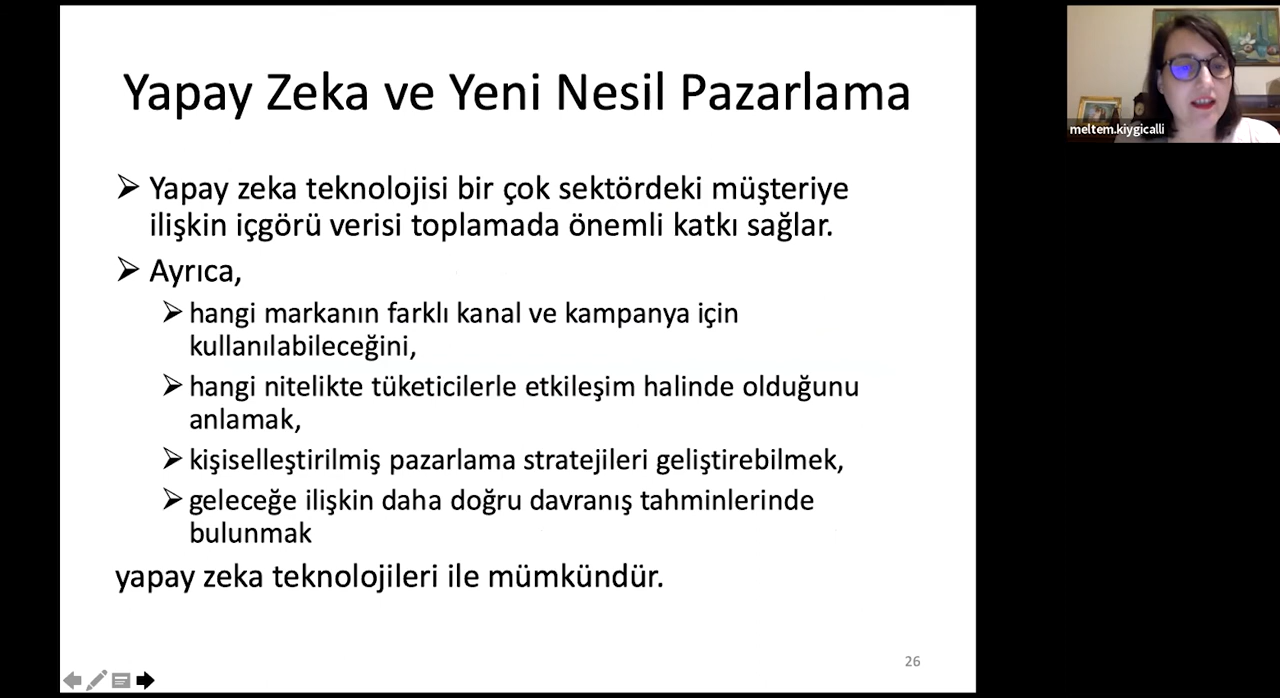 Yapay Zeka ve Yeni Nesil Pazarlama
➢ Yapay zeka teknolojisi bir çok sektördeki müşteriye
ilişkin içgörü verisi toplamada önemli katkı sağlar.
➢ Ayrıca,
➢ hangi markanın farklı kanal ve kampanya için
kullanılabileceğini,
➢ hangi nitelikte tüketicilerle etkileşim halinde olduğunu
anlamak,
➢ kişiselleştirilmiş pazarlama stratejileri geliştirebilmek,
➢ geleceğe ilişkin daha doğru davranış tahminlerinde
bulunmak
yapay zeka teknolojileri ile mümkündür.
26
meltem.kiygicalli